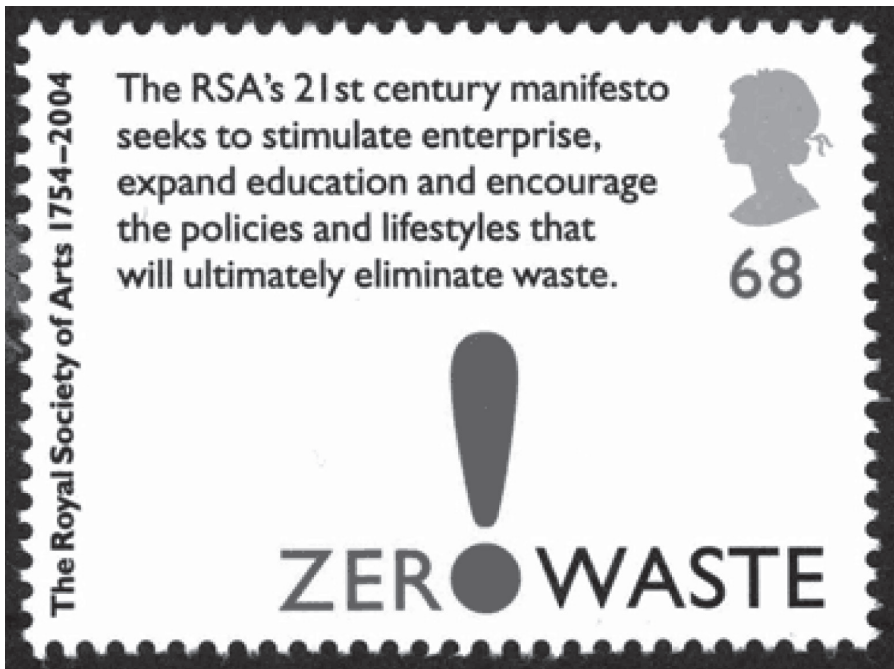 The Royal Society of Arts 1754–2004
The RSA's 21st century manifesto
seeks to stimulate enterprise,
expand education and encourage
the policies and lifestyles that
will ultimately eliminate waste.
68
ZER! WASTE